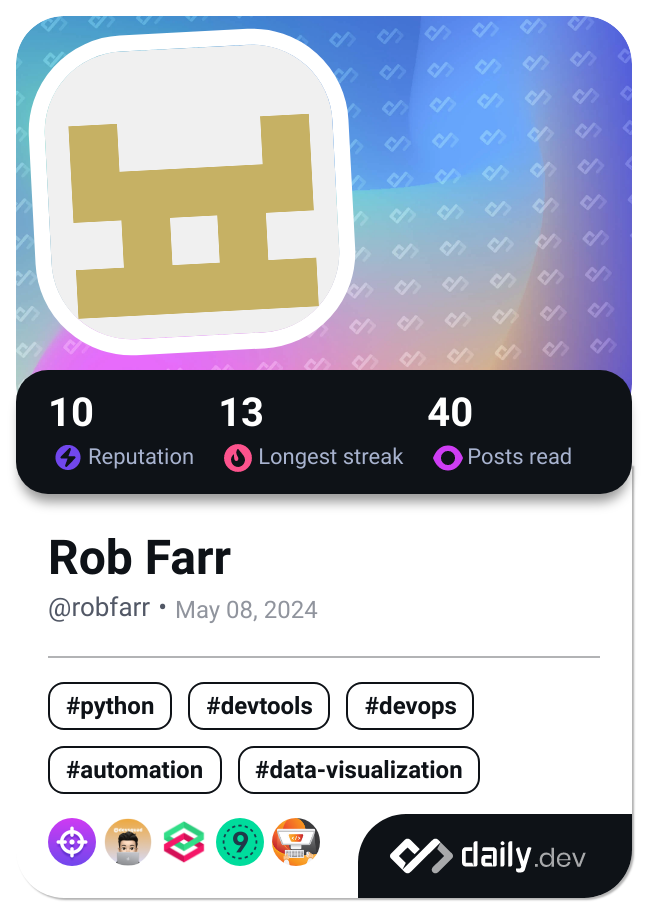 10 13 40
Reputation Longest streak Posts read
Rob Farr
@robfarr • May 08, 2024
#python #devtools #devops
#automation #data-visualization
9
daily.dev